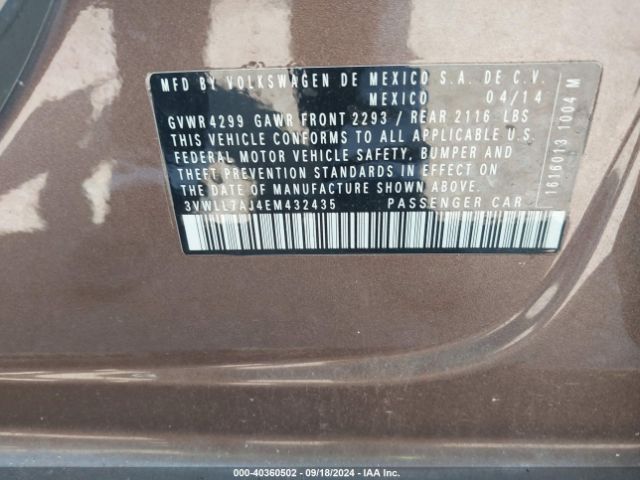 MFD BY VOLKSWAGEN DE MEXICO S.A. DE C.V.
MEXICO 04/14
GVWR 4299 GAWR FRONT 2293 / REAR 2116 LBS
THIS VEHICLE CONFORMS TO ALL APPLICABLE U.S.
FEDERAL MOTOR VEHICLE SAFETY, BUMPER AND
THEFT PREVENTION STANDARDS IN EFFECT ON
THE DATE OF MANUFACTURE SHOWN ABOVE.
3VWLL7AJ4EM432435 PASSENGER CAR
1616013 1004 M
000-40360502 - 09/18/2024 - IAA Inc.